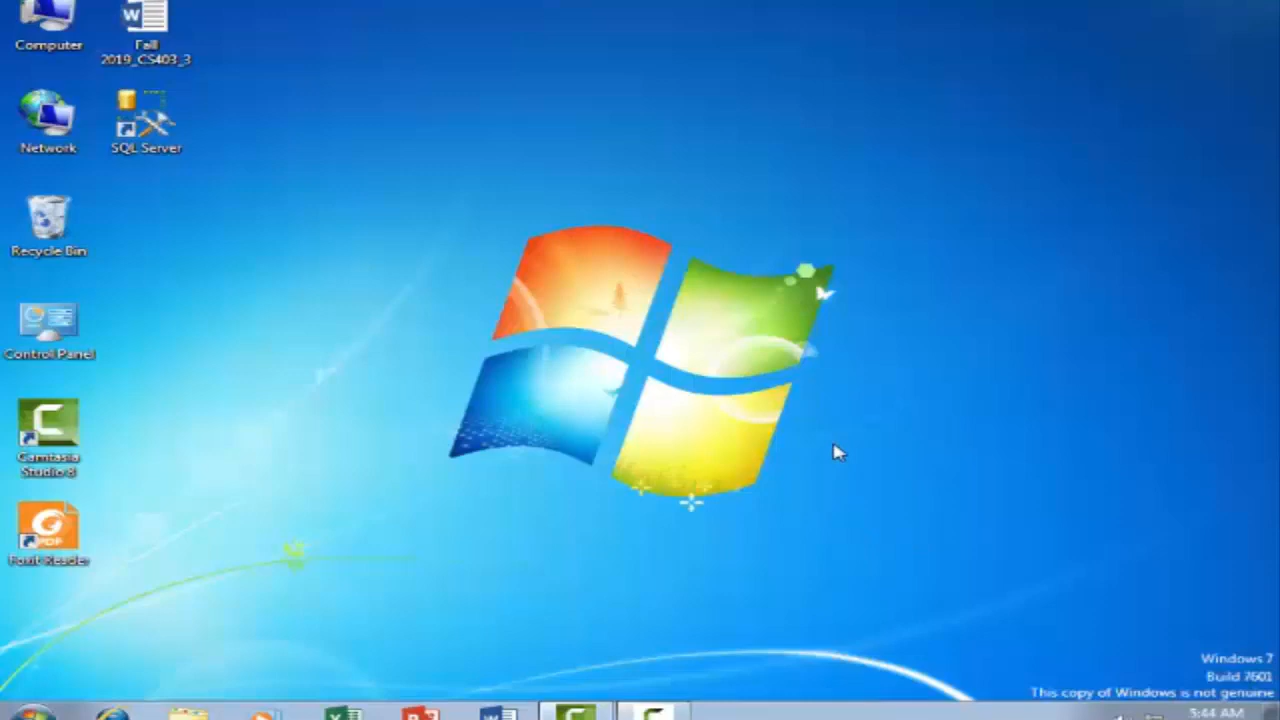 Computer
Fall
2019_CS403_3
Network
SQL Server
Recycle Bin
Control Panel
Camtasia
Studio 8
PDF
Foxit Reader
Windows 7
Build 7601
This copy of Windows is not genuine
5:44 AM